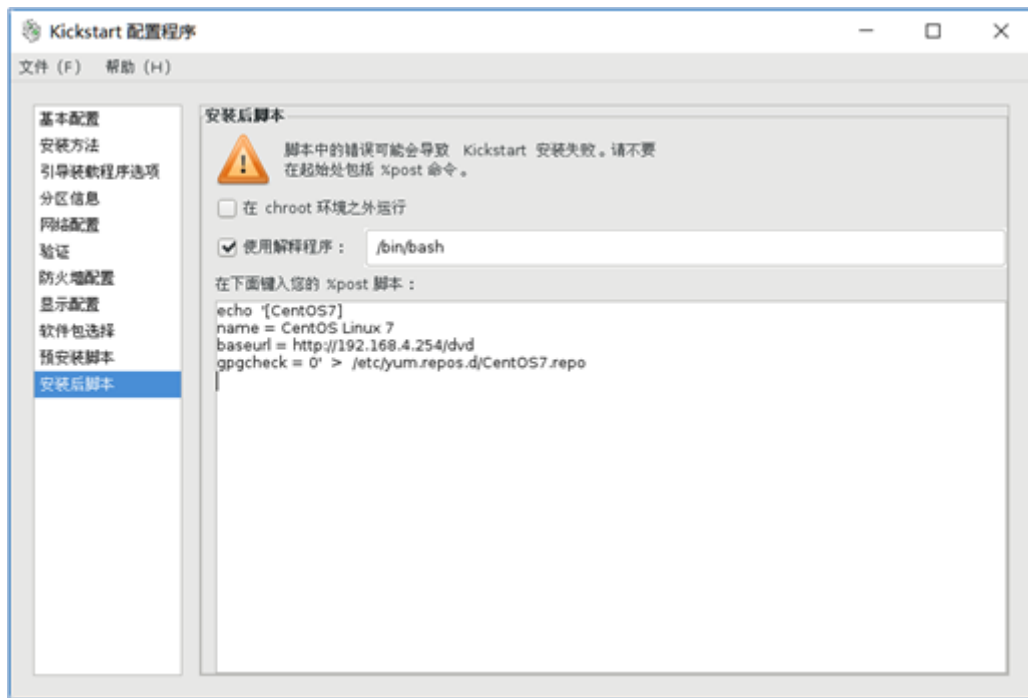 Kickstart 配置程序
文件 (F) 帮助 (H)
基本配置
安装方法
引导装载程序选项
分区信息
网络配置
验证
防火墙配置
显示配置
软件包选择
预安装脚本
安装后脚本
安装后脚本
脚本中的错误可能会导致 Kickstart 安装失败。请不要
在起始处包括 %post 命令。
在 chroot 环境之外运行
使用解释程序： /bin/bash
在下面键入您的 %post 脚本：
echo '[CentOS7]
name = CentOS Linux 7
baseurl = http://192.168.4.254/dvd
gpgcheck = 0' > /etc/yum.repos.d/CentOS7.repo